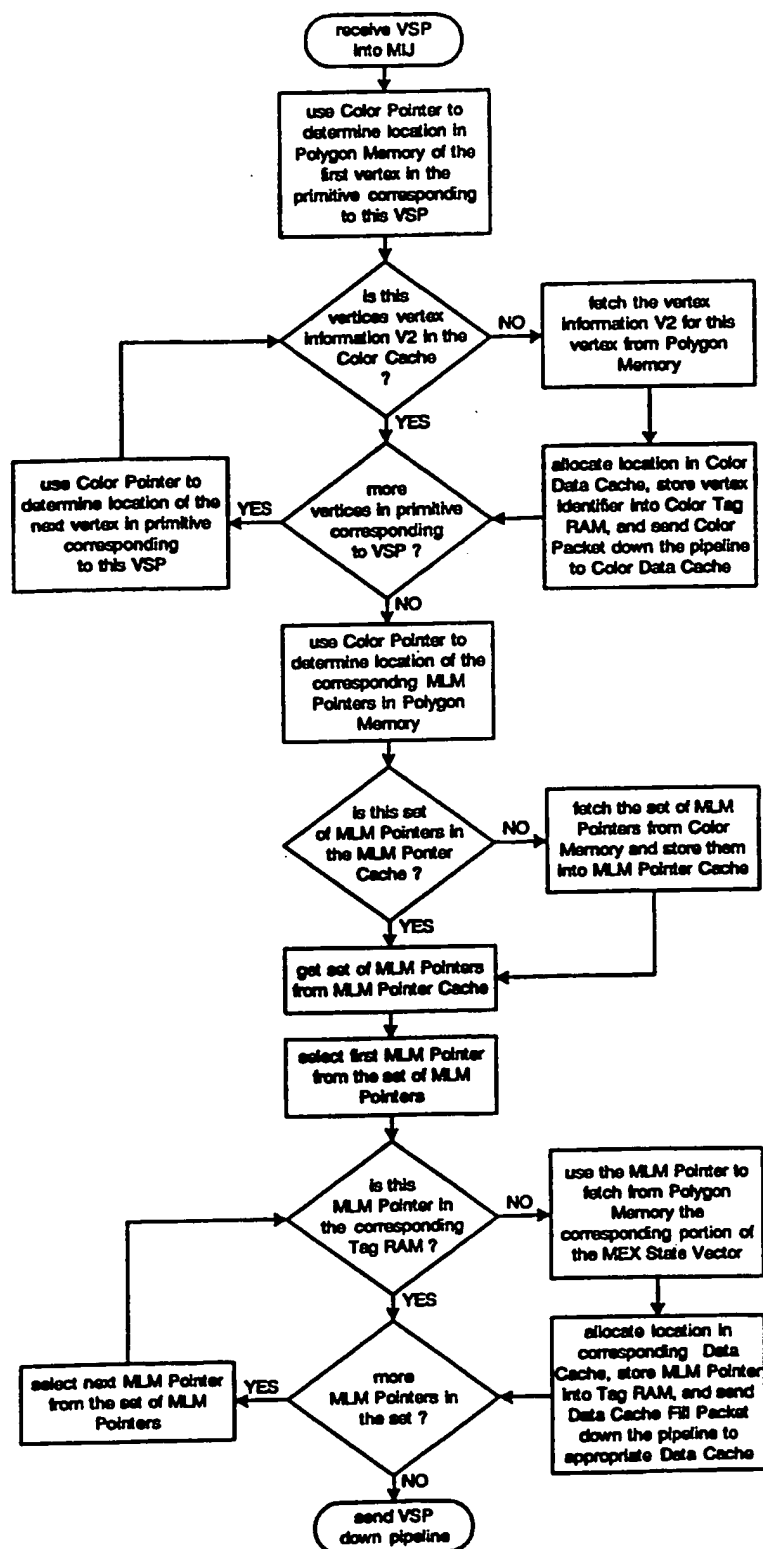 receive VSP
into MIJ
use Color Pointer to
determine location in
Polygon Memory of the
first vertex in the
primitive corresponding
to this VSP
is this
vertices vertex
information V2 in the
Color Cache
?
NO
fetch the vertex
information V2 for this
vertex from Polygon
Memory
YES
allocate location in Color
Data Cache, store vertex
Identifier into Color Tag
RAM, and send Color
Packet down the pipeline
to Color Data Cache
more
vertices in primitive
corresponding
to VSP ?
YES
use Color Pointer to
determine location of the
next vertex in primitive
corresponding
to this VSP
NO
use Color Pointer to
determine location of the
correspondng MLM
Pointers in Polygon
Memory
is this set
of MLM Pointers in
the MLM Ponter
Cache ?
NO
fetch the set of MLM
Pointers from Color
Memory and store them
into MLM Pointer Cache
YES
get set of MLM Pointers
from MLM Pointer Cache
select first MLM Pointer
from the set of MLM
Pointers
is this
MLM Pointer in
the corresponding
Tag RAM ?
NO
use the MLM Pointer to
fetch from Polygon
Memory the
corresponding portion of
the MEX State Vector
YES
allocate location in
corresponding Data
Cache, store MLM Pointer
into Tag RAM, and send
Data Cache Fill Packet
down the pipeline to
appropriate Data Cache
more
MLM Pointers in
the set ?
YES
select next MLM Pointer
from the set of MLM
Pointers
NO
send VSP
down pipeline